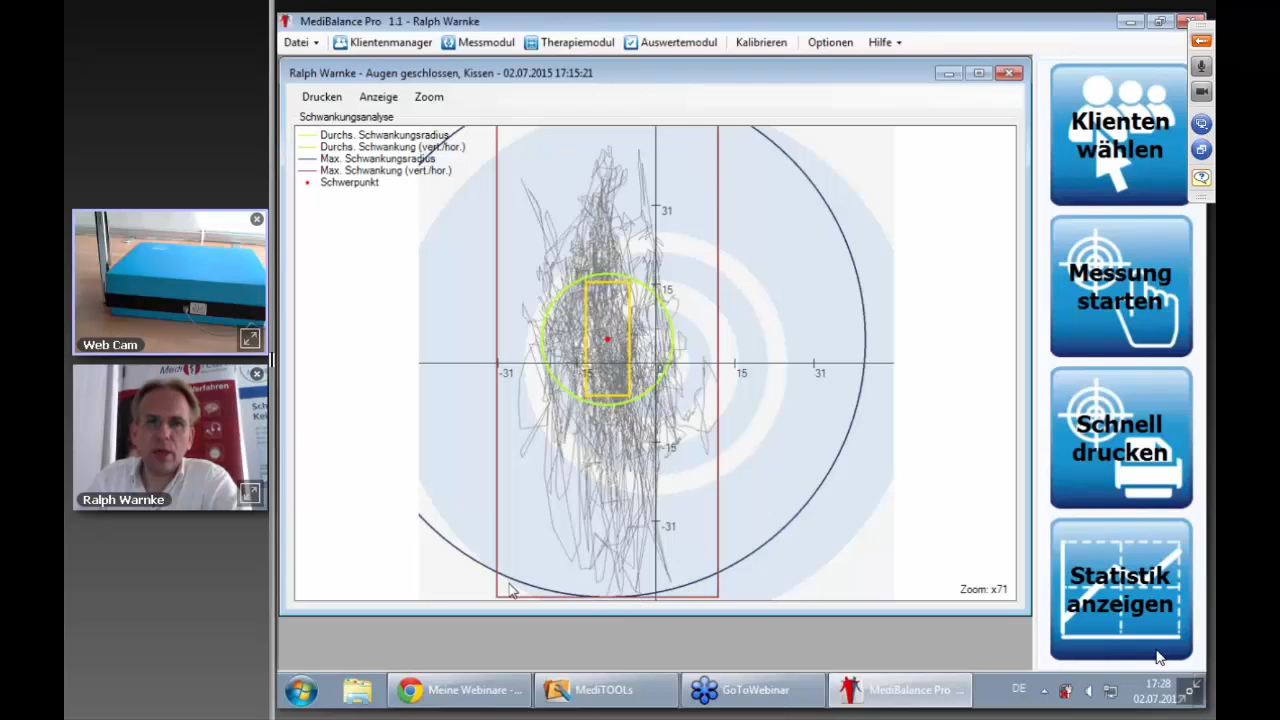 MediBalance Pro 1.1 - Ralph Warnke
Datei Klientenmanager Messmodul Therapiemodul Auswertemodul Kalibrieren Optionen Hilfe
Ralph Warnke - Augen geschlossen, Kissen - 02.07.2015 17:15:21
Drucken Anzeige Zoom
Schwankungsanalyse
Durchs. Schwankungsradius
Durchs. Schwankung (vert./hor.)
Max. Schwankungsradius
Max. Schwankung (vert./hor.)
Schwerpunkt
31
15
-31 -15 15 31
-15
-31
Zoom: x71
Klienten
wählen
Messung
starten
Schnell
drucken
Statistik
anzeigen
Web Cam
Verfahren
Ralph Warnke
Meine Webinare - ...
MediTOOLs
GoToWebinar
MediBalance Pro ...
DE
17:28